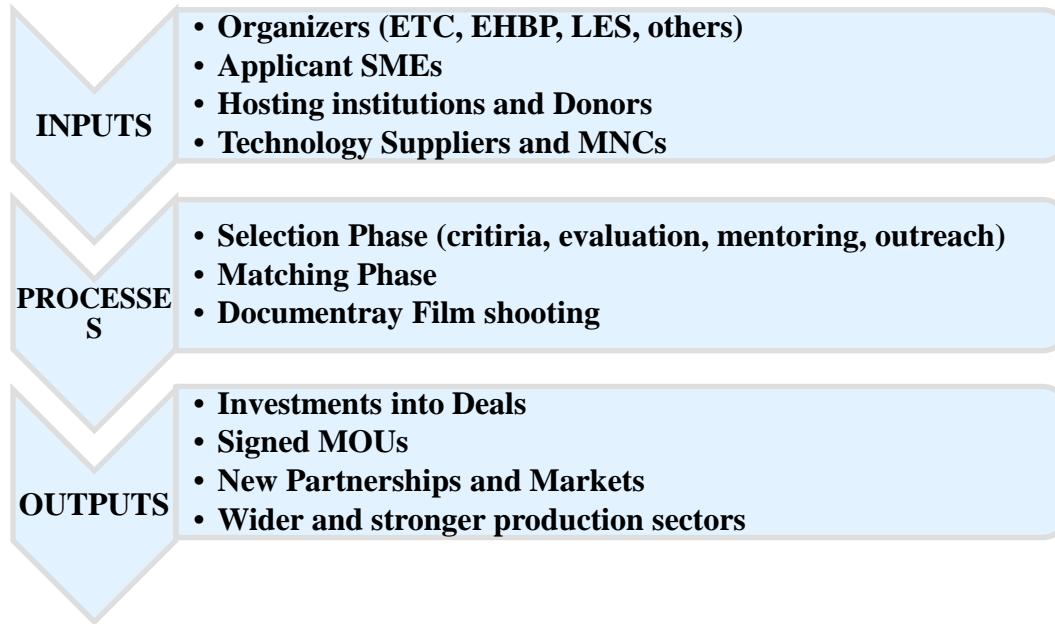 INPUTS
• Organizers (ETC, EHBP, LES, others)
• Applicant SMEs
• Hosting institutions and Donors
• Technology Suppliers and MNCs
PROCESSE
S
• Selection Phase (critiria, evaluation, mentoring, outreach)
• Matching Phase
• Documentray Film shooting
OUTPUTS
• Investments into Deals
• Signed MOUs
• New Partnerships and Markets
• Wider and stronger production sectors